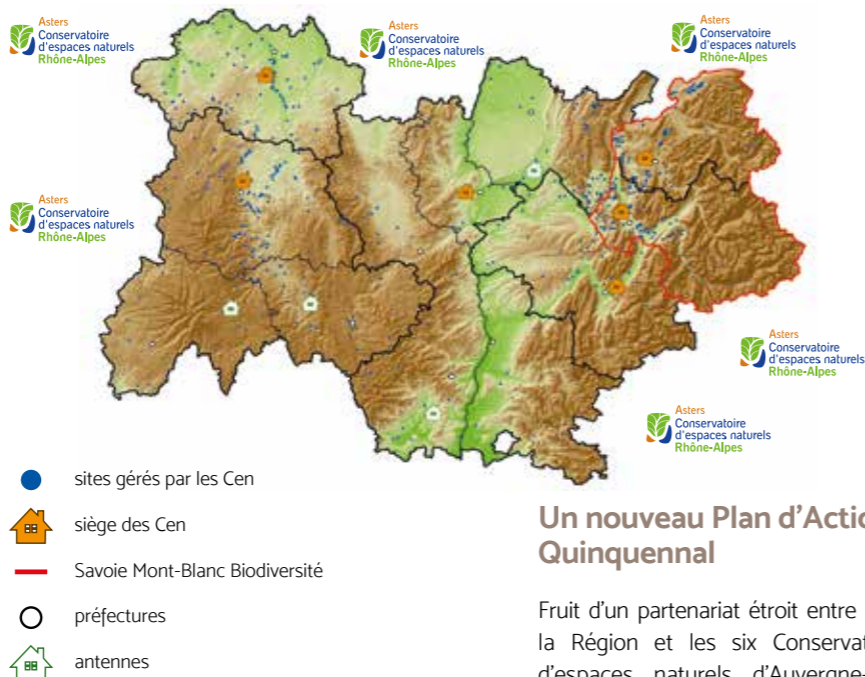 Asters
Conservatoire
d'espaces naturels
Rhône-Alpes
Asters
Conservatoire
d'espaces naturels
Rhône-Alpes
Asters
Conservatoire
d'espaces naturels
Rhône-Alpes
Asters
Conservatoire
d'espaces naturels
Rhône-Alpes
Asters
Conservatoire
d'espaces naturels
Rhône-Alpes
Asters
Conservatoire
d'espaces naturels
Rhône-Alpes
sites gérés par les Cen
siège des Cen
Savoie Mont-Blanc Biodiversité
préfectures
antennes
Un nouveau Plan d'Actio
Quinquennal
Fruit d'un partenariat étroit entre
la Région et les six Conservat
d'espaces naturels d'Auvergne-